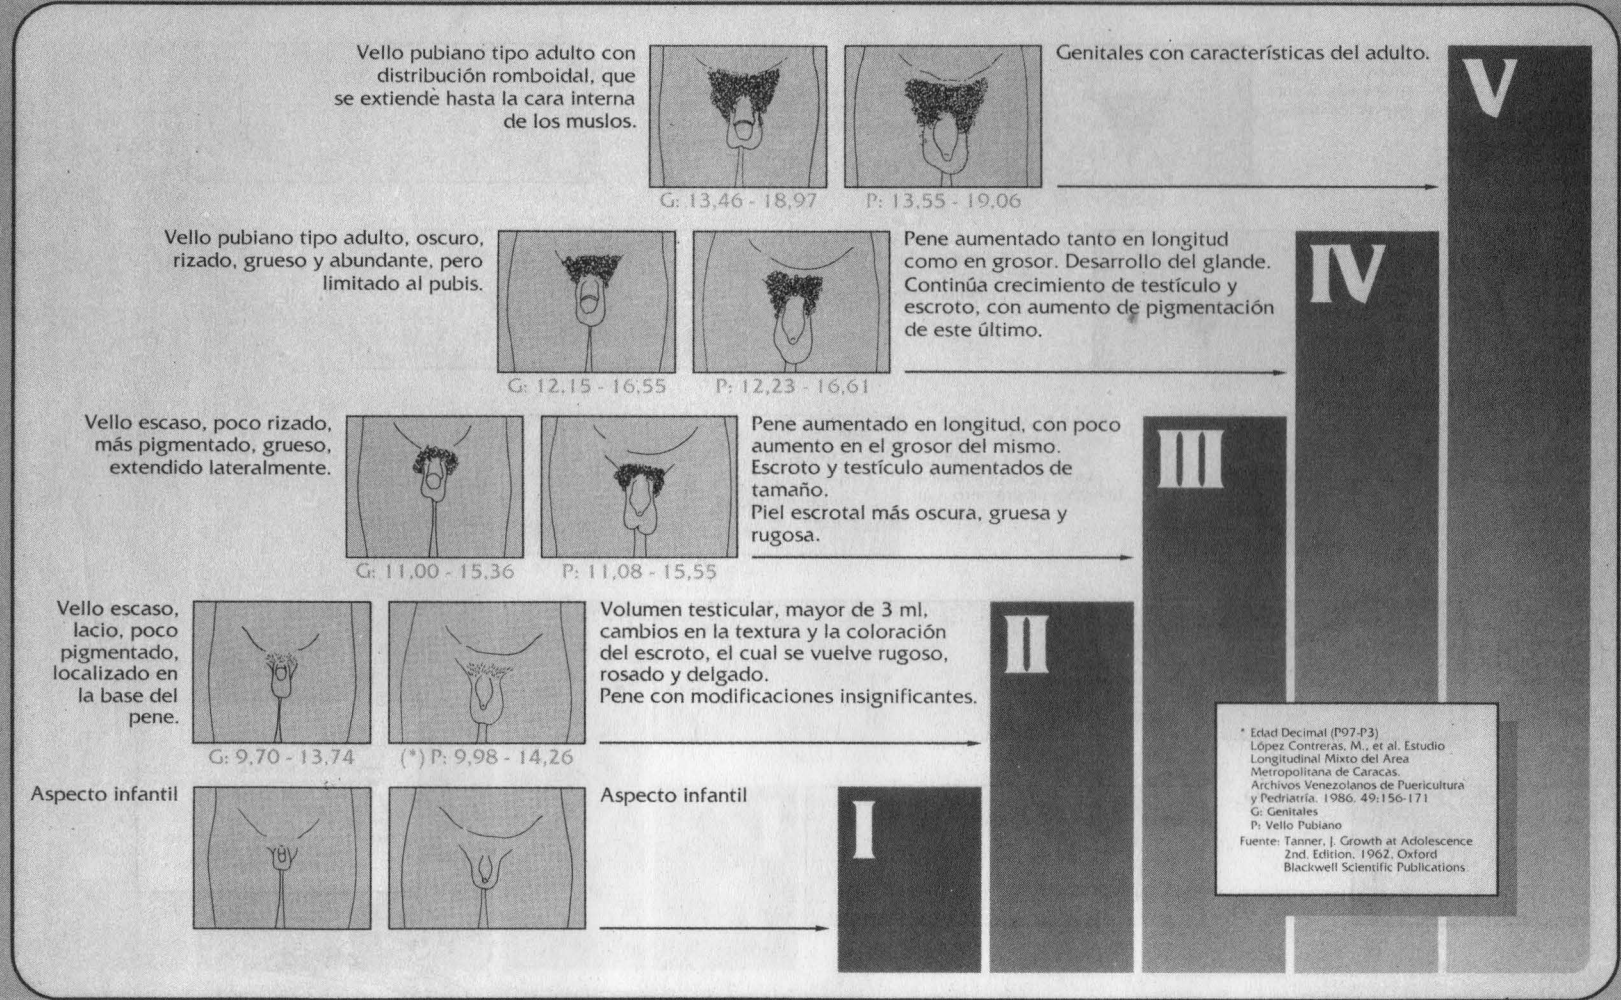 Vello pubiano tipo adulto con
distribución romboidal, que
se extiende hasta la cara interna
de los muslos.
G: 13,46 - 18,97
P: 13,55 - 19,06
Genitales con características del adulto.
V
Vello pubiano tipo adulto, oscuro,
rizado, grueso y abundante, pero
limitado al pubis.
G: 12,15 - 16,55
P: 12,23 - 16,61
Pene aumentado tanto en longitud
como en grosor. Desarrollo del glande.
Continúa crecimiento de testículo y
escroto, con aumento de pigmentación
de este último.
IV
Vello escaso, poco rizado,
más pigmentado, grueso,
extendido lateralmente.
G: 11,00 - 15,36
P: 11,08 - 15,55
Pene aumentado en longitud, con poco
aumento en el grosor del mismo.
Escroto y testículo aumentados de
tamaño.
Piel escrotal más oscura, gruesa y
rugosa.
III
Vello escaso,
lacio, poco
pigmentado,
localizado en
la base del
pene.
G: 9,70 - 13,74
(*) P: 9,98 - 14,26
Volumen testicular, mayor de 3 ml,
cambios en la textura y la coloración
del escroto, el cual se vuelve rugoso,
rosado y delgado.
Pene con modificaciones insignificantes.
II
Aspecto infantil
Aspecto infantil
I
* Edad Decimal (P97-P3)
López Contreras, M., et al. Estudio
Longitudinal Mixto del Area
Metropolitana de Caracas.
Archivos Venezolanos de Puericultura
y Pedriatría. 1986. 49:156-171
G: Genitales
P: Vello Pubiano
Fuente: Tanner, J. Growth at Adolescence
2nd. Edition. 1962. Oxford
Blackwell Scientific Publications